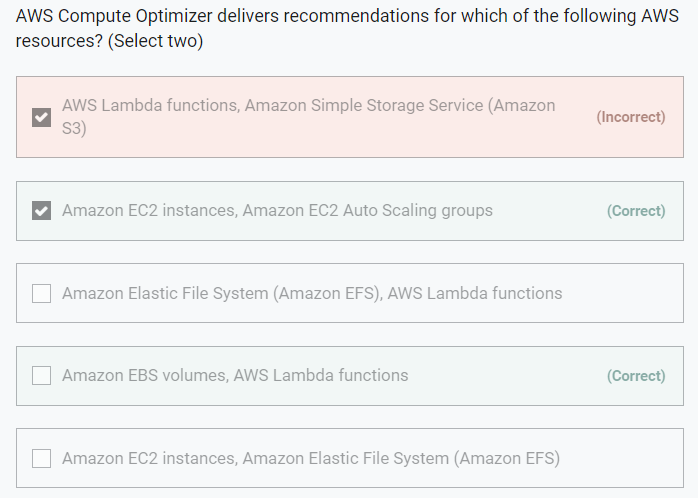 AWS Compute Optimizer delivers recommendations for which of the following AWS
resources? (Select two)
AWS Lambda functions, Amazon Simple Storage Service (Amazon
S3)
(Incorrect)
Amazon EC2 instances, Amazon EC2 Auto Scaling groups
(Correct)
Amazon Elastic File System (Amazon EFS), AWS Lambda functions
Amazon EBS volumes, AWS Lambda functions
(Correct)
Amazon EC2 instances, Amazon Elastic File System (Amazon EFS)